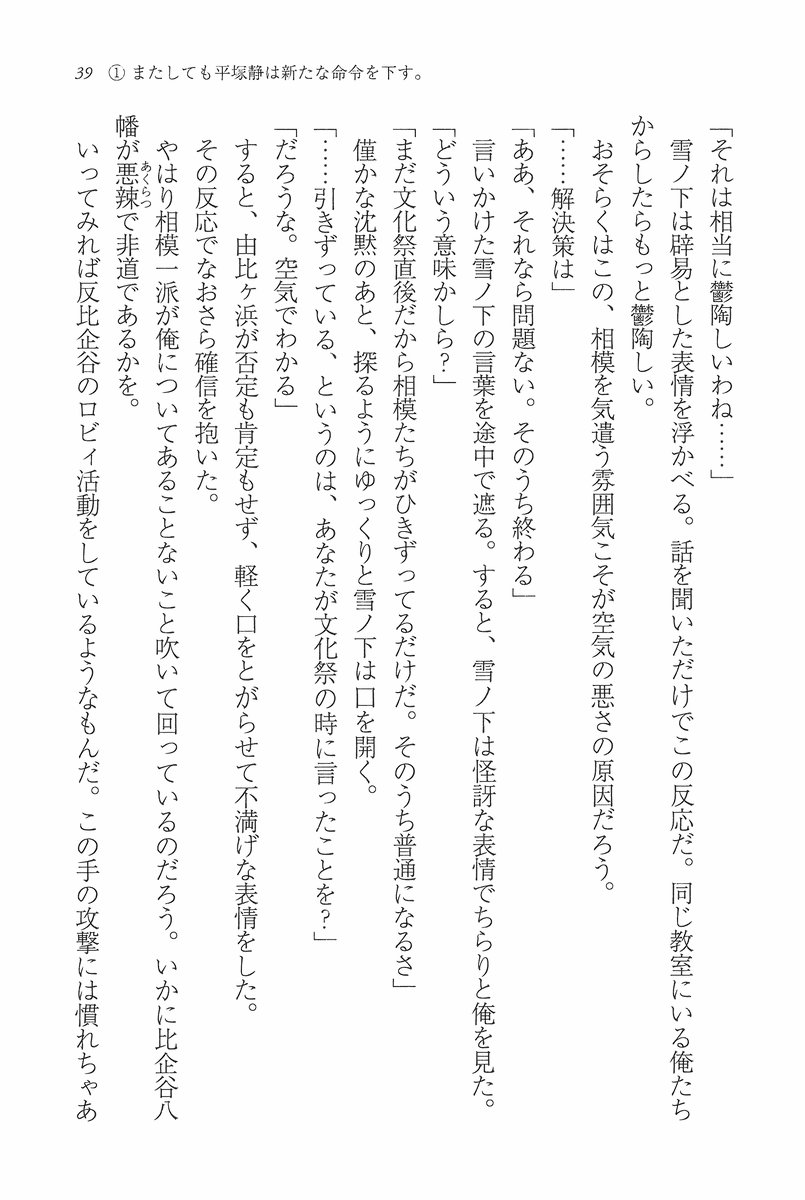 39　① またしても平塚静は新たな命令を下す。
「それは相当に鬱陶しいわね……」
　雪ノ下は辟易とした表情を浮かべる。話を聞いただけでこの反応だ。同じ教室にいる俺たち
からしたらもっと鬱陶しい。
　おそらくはこの、相模を気遣う雰囲気こそが空気の悪さの原因だろう。
「……解決策は」
「ああ、それなら問題ない。そのうち終わる」
　言いかけた雪ノ下の言葉を途中で遮る。すると、雪ノ下は怪訝な表情でちらりと俺を見た。
「どういう意味かしら？」
「まだ文化祭直後だから相模たちがひきずってるだけだ。そのうち普通になるさ」
　僅かな沈黙のあと、探るようにゆっくりと雪ノ下は口を開く。
「……引きずっている、というのは、あなたが文化祭の時に言ったことを？」
「だろうな。空気でわかる」
　すると、由比ヶ浜が否定も肯定もせず、軽く口をとがらせて不満げな表情をした。
　その反応でなおさら確信を抱いた。
　やはり相模一派が俺についてあることないこと吹いて回っているのだろう。いかに比企谷八
幡が悪辣あくらつで非道であるかを。
　いってみれば反比企谷のロビィ活動をしているようなもんだ。この手の攻撃には慣れちゃあ